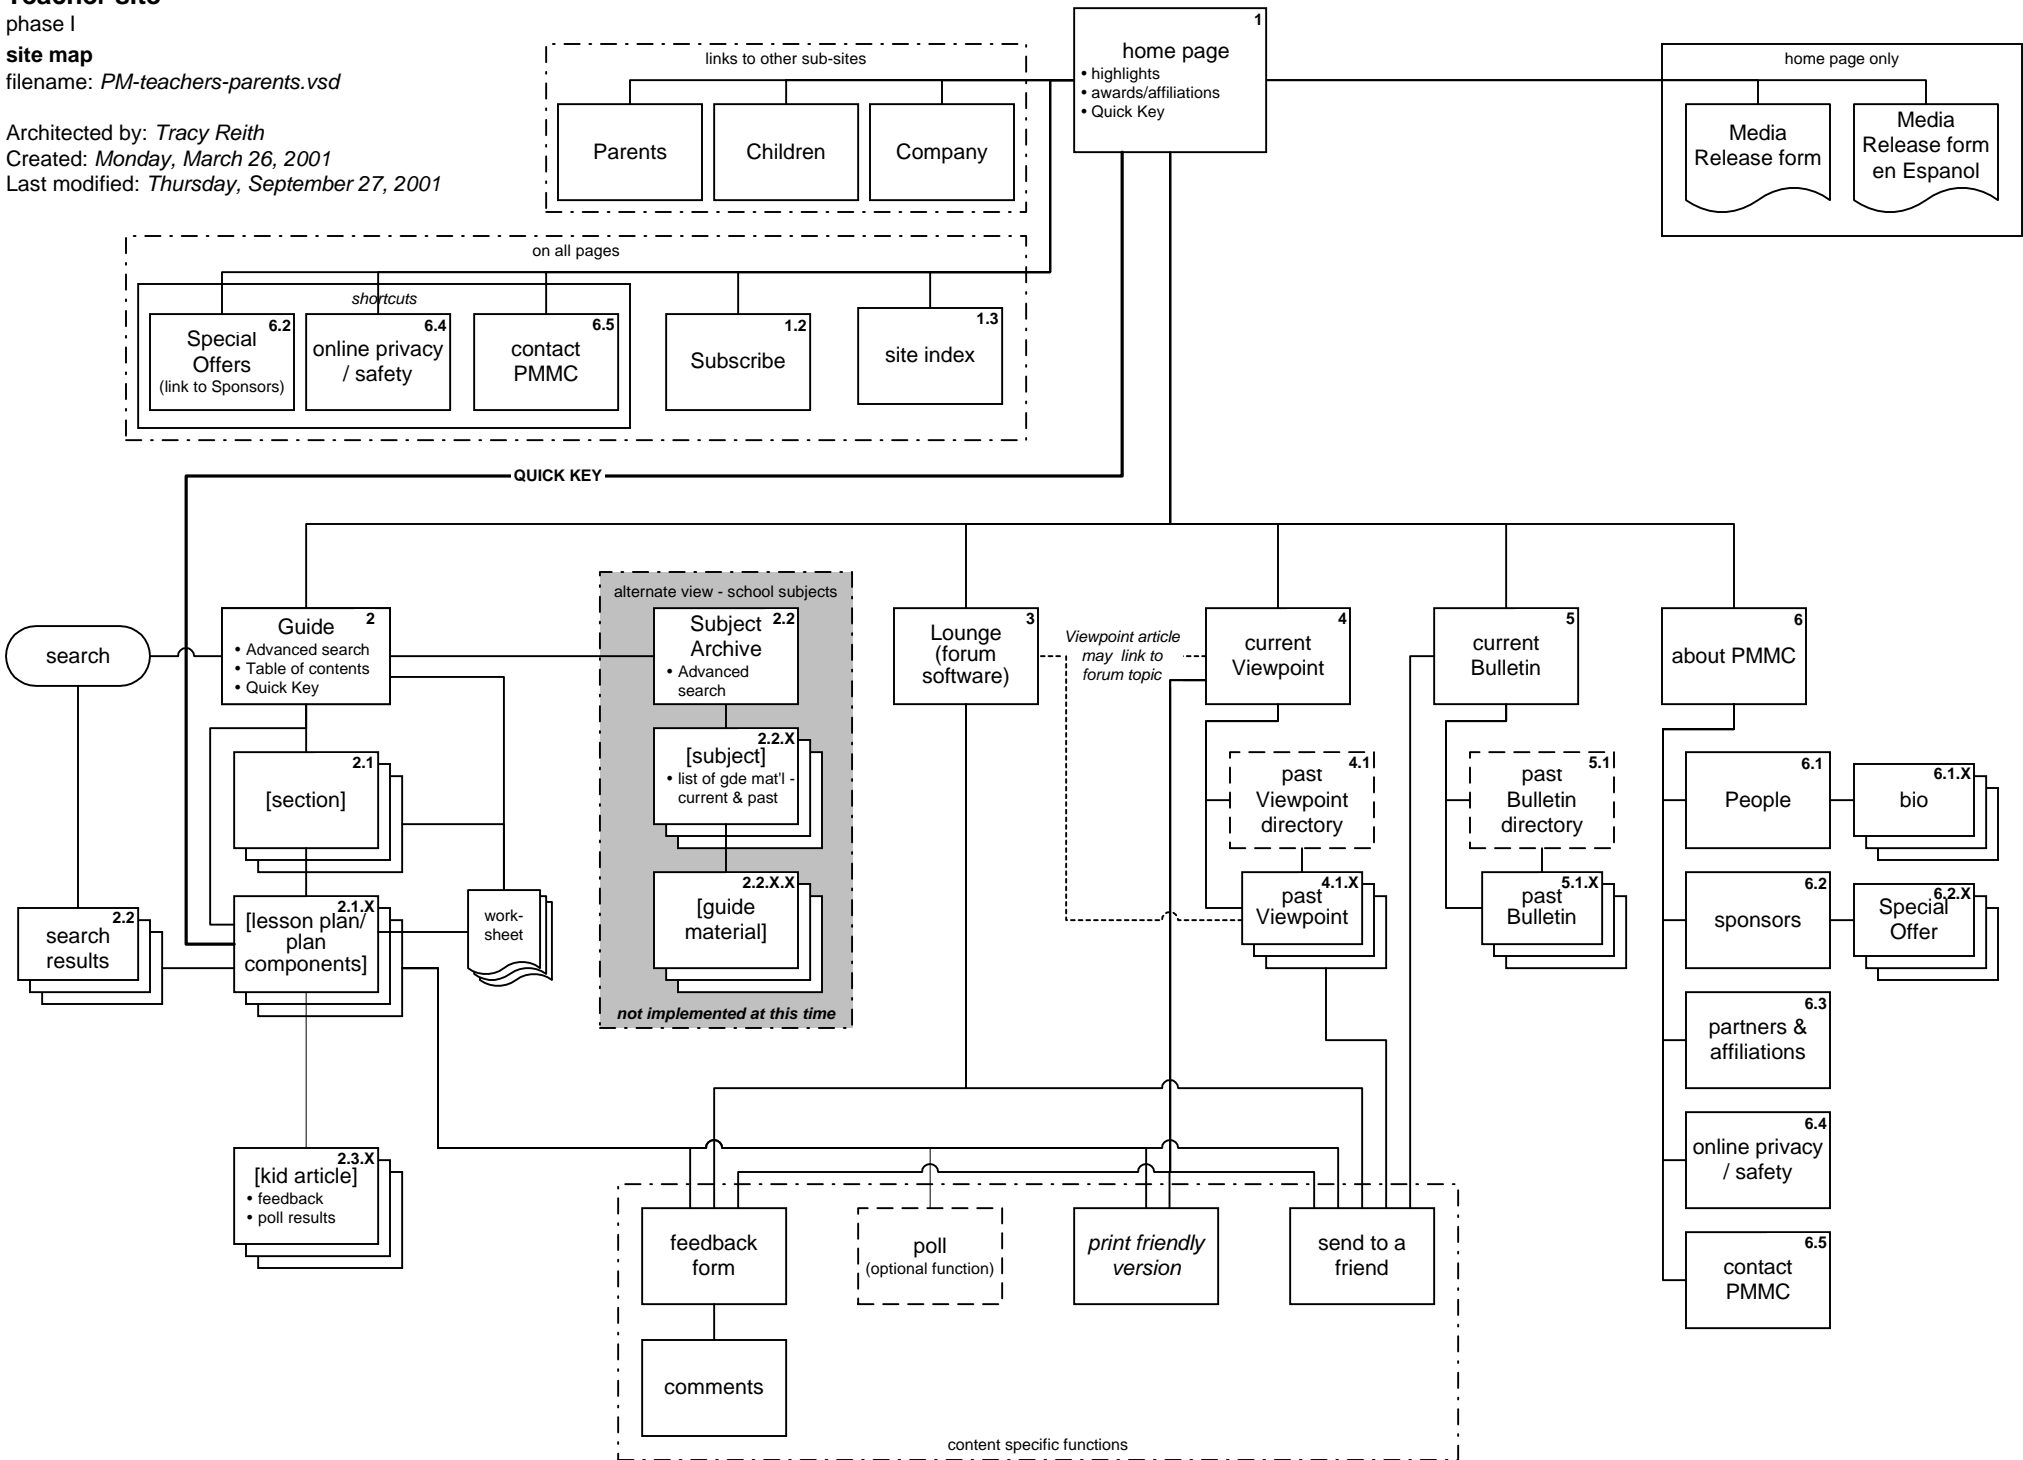 Teacher site
phase I
site map
filename: PM-teachers-parents.vsd
Architected by: Tracy Reith
Created: Monday, March 26, 2001
Last modified: Thursday, September 27, 2001
links to other sub-sites
Parents
Children
Company
1
home page
• highlights
• awards/affiliations
• Quick Key
home page only
Media
Release form
Media
Release form
en Espanol
on all pages
shortcuts
6.2
Special
Offers
(link to Sponsors)
6.4
online privacy
/ safety
6.5
contact
PMMC
1.2
Subscribe
1.3
site index
QUICK KEY
search
2
Guide
• Advanced search
• Table of contents
• Quick Key
alternate view - school subjects
2.2
Subject
Archive
• Advanced
search
3
Lounge
(forum
software)
Viewpoint article
may link to
forum topic
4
current
Viewpoint
5
current
Bulletin
6
about PMMC
2.1
[section]
2.2.X
[subject]
• list of gde mat'l -
current & past
4.1
past
Viewpoint
directory
5.1
past
Bulletin
directory
6.1
People
6.1.X
bio
2.2
search
results
2.1.X
[lesson plan/
plan
components]
work-
sheet
2.2.X.X
[guide
material]
not implemented at this time
4.1.X
past
Viewpoint
5.1.X
past
Bulletin
6.2
sponsors
6.2.X
Special
Offer
6.3
partners &
affiliations
6.4
online privacy
/ safety
6.5
contact
PMMC
2.3.X
[kid article]
• feedback
• poll results
feedback
form
poll
(optional function)
print friendly
version
send to a
friend
comments
content specific functions